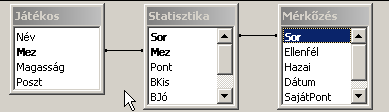 Játékos
Név
Mez
Magasság
Poszt
Statisztika
Sor
Mez
Pont
BKis
BJó
Mérkőzés
Sor
Ellenfél
Hazai
Dátum
SajátPont